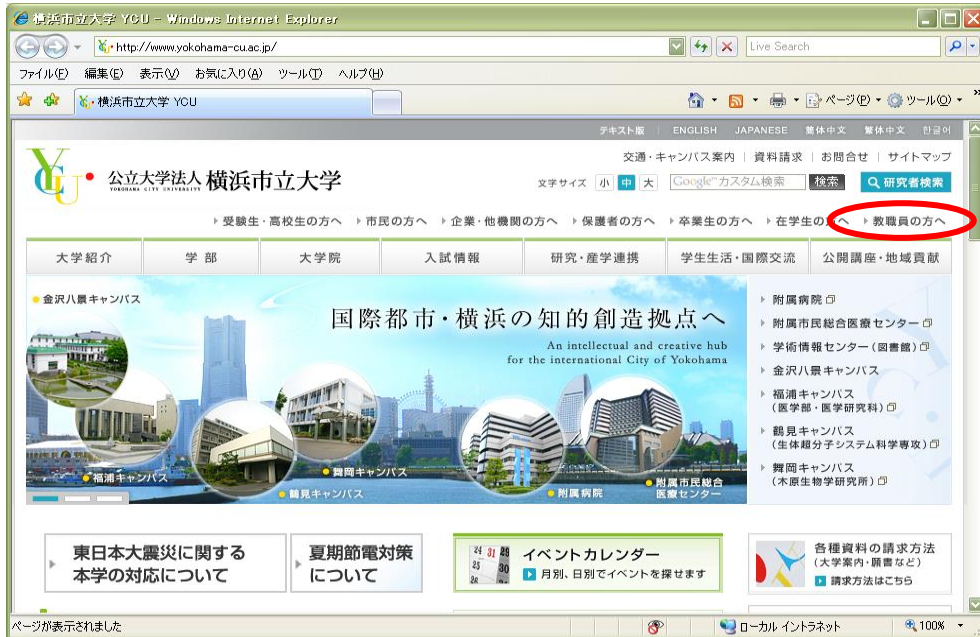 横浜市立大学 YCU - Windows Internet Explorer
http://www.yokohama-cu.ac.jp/
Live Search
ファイル(F) 編集(E) 表示(V) お気に入り(A) ツール(T) ヘルプ(H)
横浜市立大学 YCU
ページ(P) ツール(O)
テキスト版 ENGLISH JAPANESE 簡体中文 繁体中文 한글어
交通・キャンパス案内 資料請求 お問合せ サイトマップ
YCU 公立大学法人 横浜市立大学
YOKOHAMA CITY UNIVERSITY
文字サイズ 小 中 大 Google カスタム検索 検索 研究者検索
受験生・高校生の方へ 市民の方へ 企業・他機関の方へ 保護者の方へ 卒業生の方へ 在学生の方へ 教職員の方へ
大学紹介 学部 大学院 入試情報 研究・産学連携 学生生活・国際交流 公開講座・地域貢献
金沢八景キャンパス
国際都市・横浜の知的創造拠点へ
An intellectual and creative hub
for the international City of Yokohama
福浦キャンパス
鶴見キャンパス
舞岡キャンパス
附属病院
附属市民総合
医療センター
附属病院
附属市民総合医療センター
学術情報センター(図書館)
金沢八景キャンパス
福浦キャンパス
(医学部・医学研究科)
鶴見キャンパス
(生体超分子システム科学専攻)
舞岡キャンパス
(木原生物学研究所)
東日本大震災に関する
本学の対応について
夏期節電対策
について
24 31 29
25 30
26
イベントカレンダー
月別、日別でイベントを探せます
各種資料の請求方法
(大学案内・願書など)
請求方法はこちら
ページが表示されました
ローカル イントラネット
100%